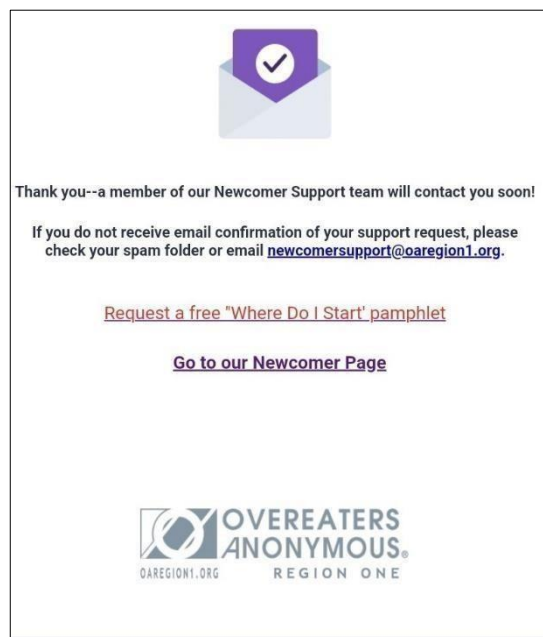 Thank you--a member of our Newcomer Support team will contact you soon!
If you do not receive email confirmation of your support request, please
check your spam folder or email newcomersupport@oaregion1.org.
Request a free "Where Do I Start' pamphlet
Go to our Newcomer Page
OVEREATERS
ANONYMOUS®
OAREGION1.ORG REGION ONE